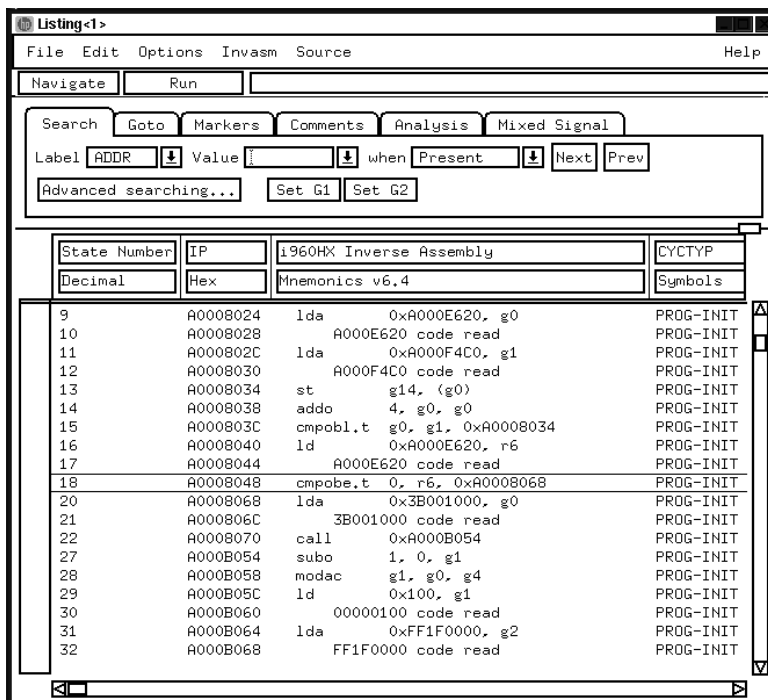 hp Listing<1>
File Edit Options Invasm Source Help
Navigate Run
Search Goto Markers Comments Analysis Mixed Signal
Label ADDR Value when Present Next Prev
Advanced searching... Set G1 Set G2
State Number IP i960HX Inverse Assembly CYCTYP
Decimal Hex Mnemonics v6.4 Symbols
9 A0008024 lda 0xA000E620, g0 PROG-INIT
10 A0008028 A000E620 code read PROG-INIT
11 A000802C lda 0xA000F4C0, g1 PROG-INIT
12 A0008030 A000F4C0 code read PROG-INIT
13 A0008034 st g14, (g0) PROG-INIT
14 A0008038 addo 4, g0, g0 PROG-INIT
15 A000803C cmpobl.t g0, g1, 0xA0008034 PROG-INIT
16 A0008040 ld 0xA000E620, r6 PROG-INIT
17 A0008044 A000E620 code read PROG-INIT
18 A0008048 cmpobe.t 0, r6, 0xA0008068 PROG-INIT
20 A0008068 lda 0x3B001000, g0 PROG-INIT
21 A000806C 3B001000 code read PROG-INIT
22 A0008070 call 0xA000B054 PROG-INIT
27 A000B054 subo 1, 0, g1 PROG-INIT
28 A000B058 modac g1, g0, g4 PROG-INIT
29 A000B05C ld 0x100, g1 PROG-INIT
30 A000B060 00000100 code read PROG-INIT
31 A000B064 lda 0xFF1F0000, g2 PROG-INIT
32 A000B068 FF1F0000 code read PROG-INIT